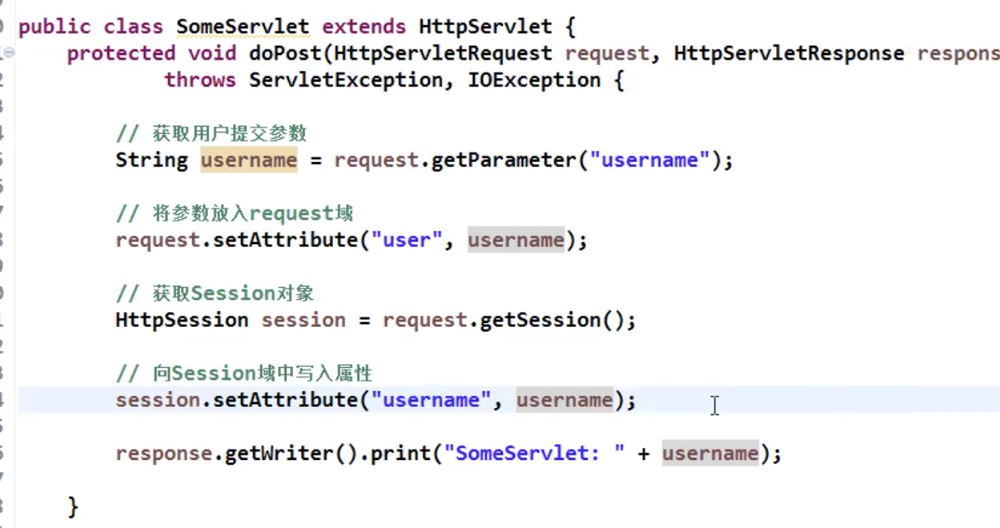 public class SomeServlet extends HttpServlet {
protected void doPost(HttpServletRequest request, HttpServletResponse respons
throws ServletException, IOException {
// 获取用户提交参数
String username = request.getParameter("username");
// 将参数放入request域
request.setAttribute("user", username);
// 获取Session对象
HttpSession session = request.getSession();
// 向Session域中写入属性
session.setAttribute("username", username);
response.getWriter().print("SomeServlet: " + username);
}